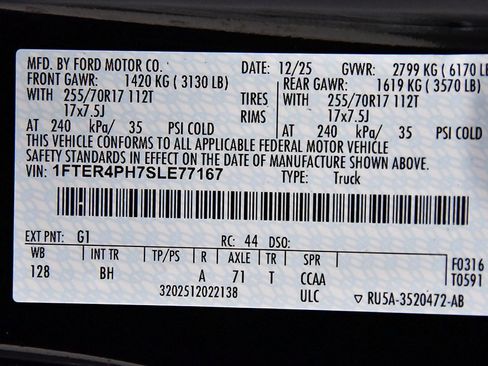 MFD. BY FORD MOTOR CO. DATE: 12/25 GVWR: 2799 KG ( 6170 LB
FRONT GAWR: 1420 KG ( 3130 LB) REAR GAWR: 1619 KG ( 3570 LB)
WITH 255/70R17 112T TIRES WITH 255/70R17 112T
17x7.5J RIMS 17x7.5J
AT 240 kPa/ 35 PSI COLD AT 240 kPa/ 35 PSI COLD
THIS VEHICLE CONFORMS TO ALL APPLICABLE FEDERAL MOTOR VEHICLE
SAFETY STANDARDS IN EFFECT ON THE DATE OF MANUFACTURE SHOWN ABOVE.
VIN: 1FTER4PH7SLE77167 TYPE: Truck
EXT PNT: G1 RC: 44 DSO:
WB INT TR TP/PS R AXLE TR SPR F0316
128 BH A 71 T CCAA T0591
3202512022138 ULC ▽ RU5A-3520472-AB